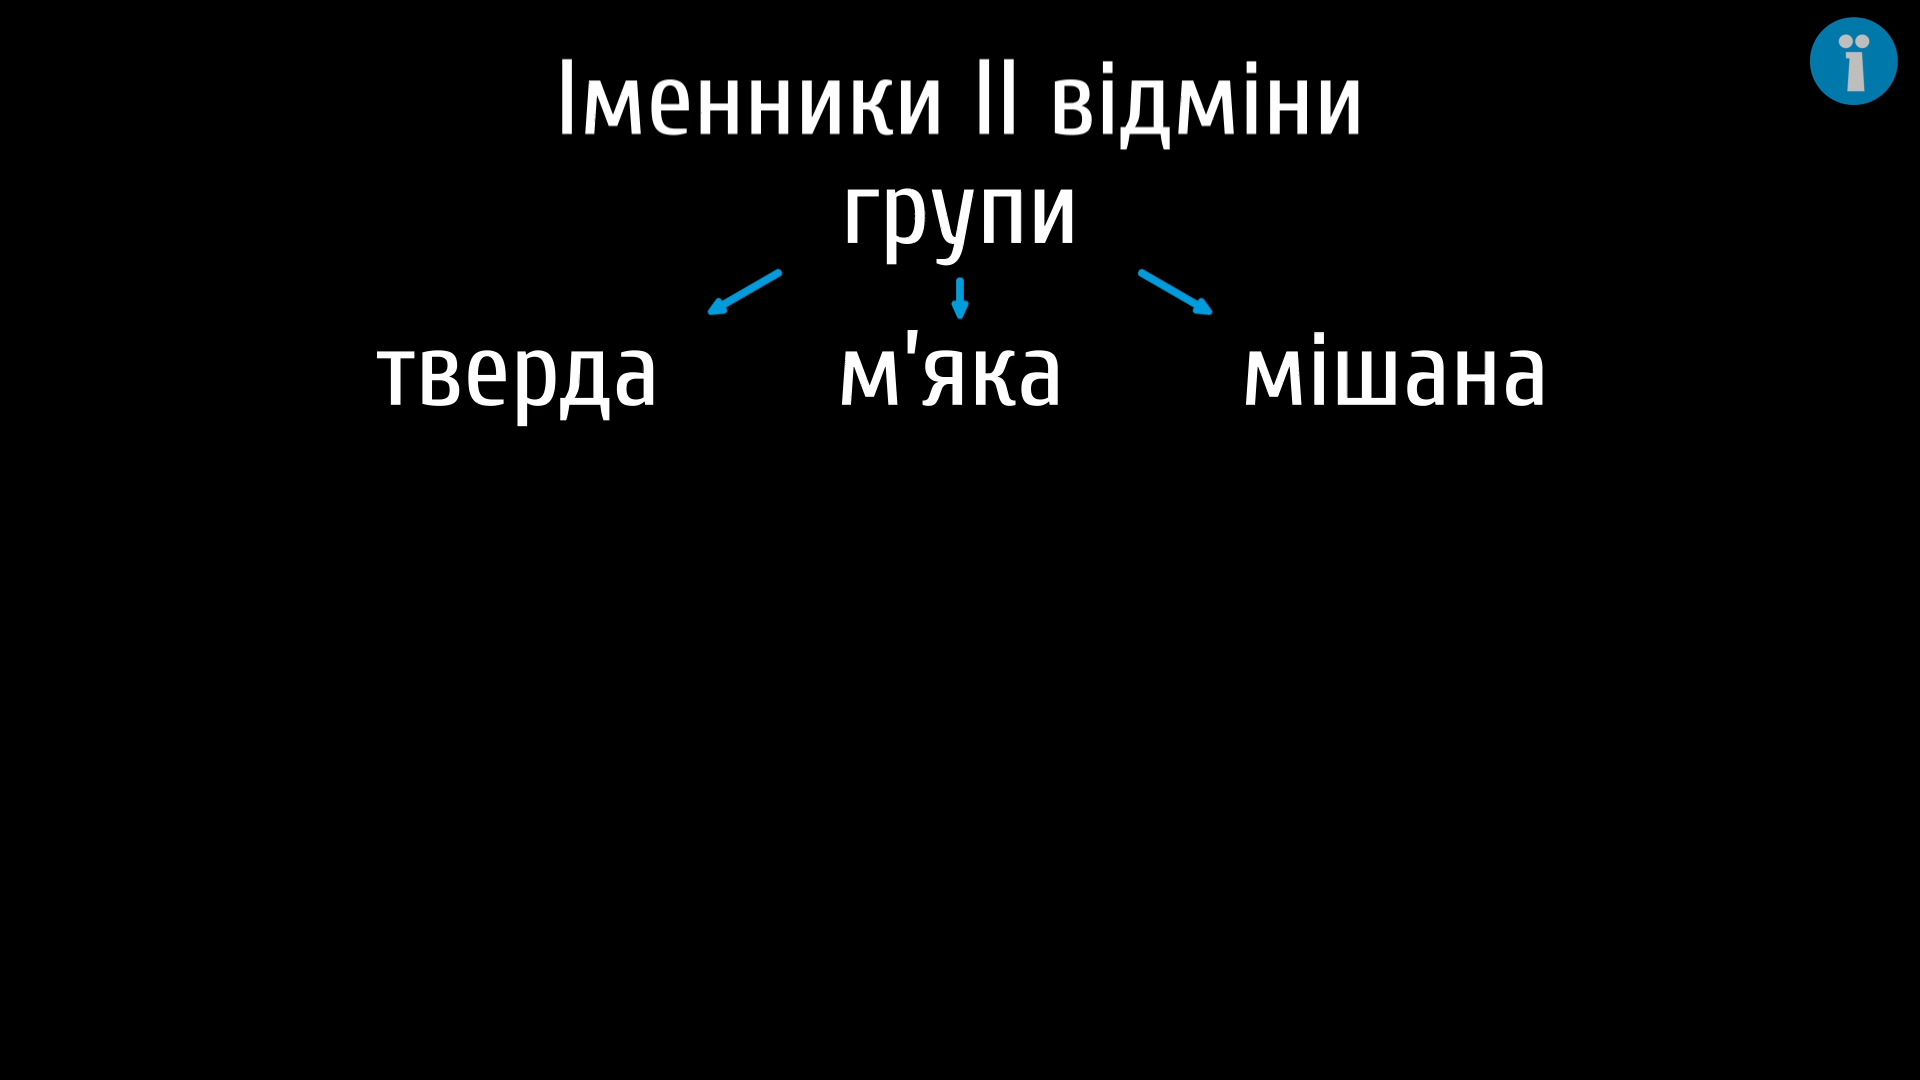 Іменники ІІ відміни
групи
тверда м'яка мішана
ї